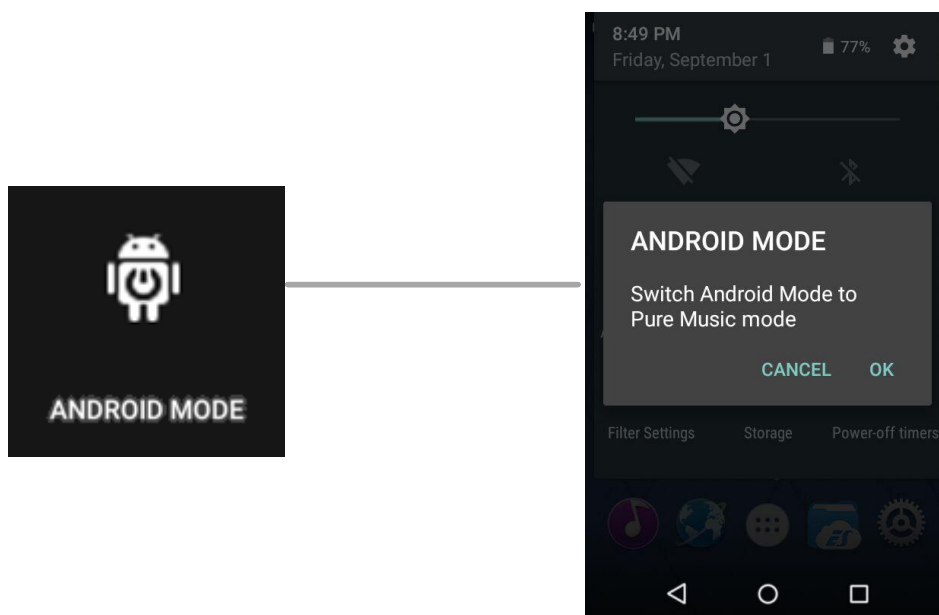 ANDROID MODE
8:49 PM
Friday, September 1
77%
ANDROID MODE
Switch Android Mode to
Pure Music mode
CANCEL OK
Filter Settings Storage Power-off timers